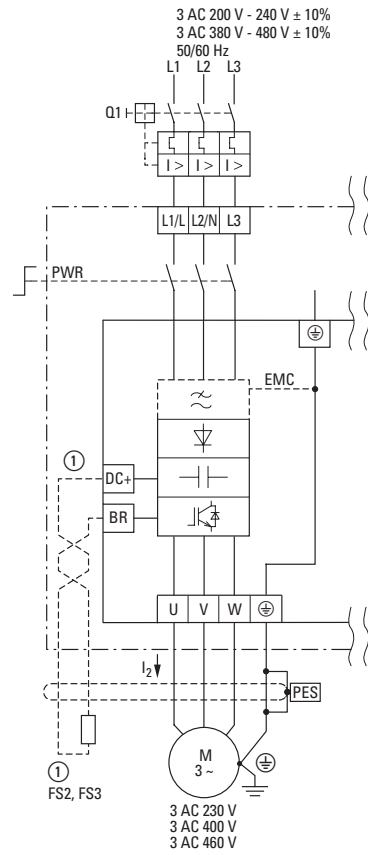 3 AC 200 V - 240 V ± 10%
3 AC 380 V - 480 V ± 10%
50/60 Hz
L1 L2 L3
Q1
I > I > I >
L1/L L2/N L3
PWR
EMC
①
DC+
BR
U V W
I₂
PES
M
3 ~
①
FS2, FS3
3 AC 230 V
3 AC 400 V
3 AC 460 V